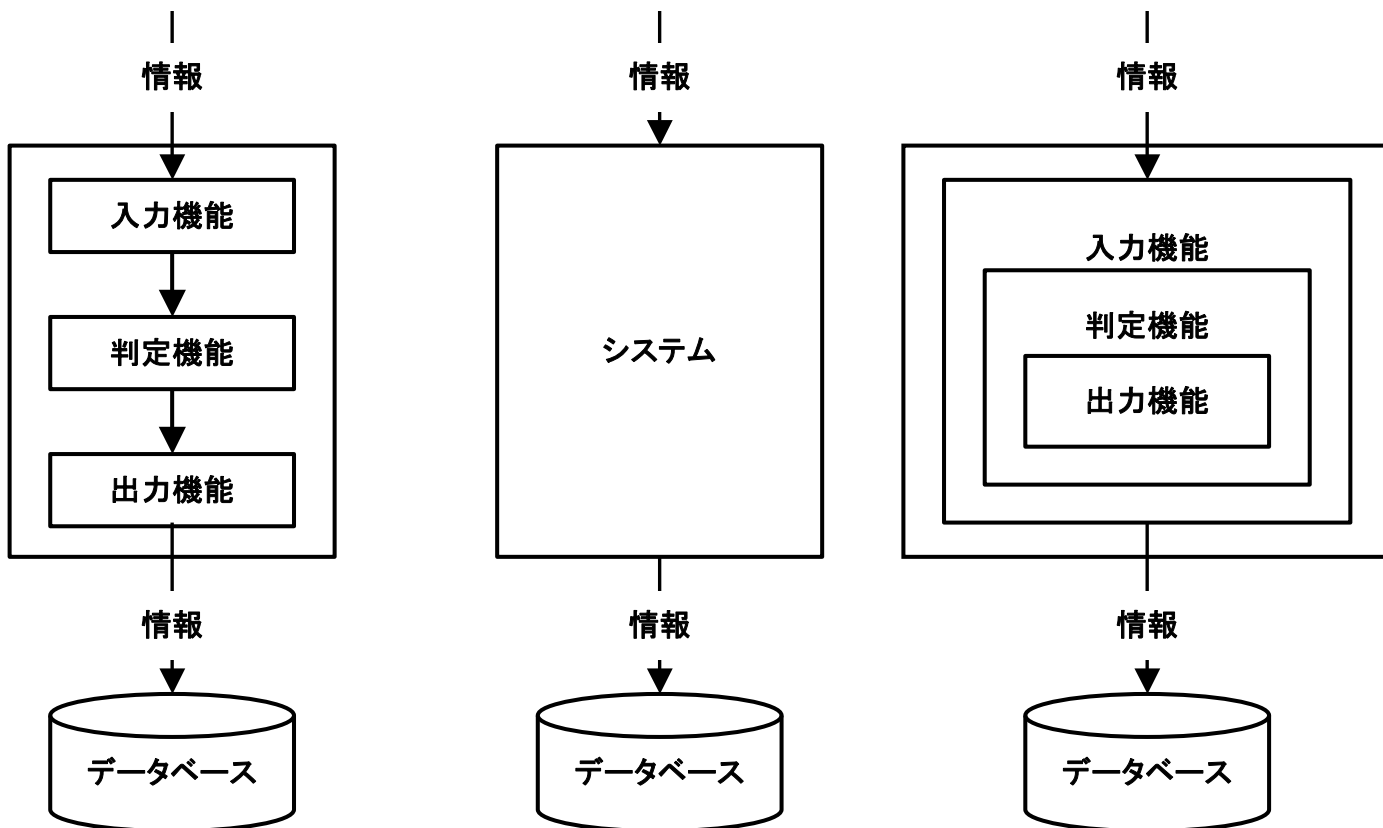 情報
入力機能
判定機能
出力機能
情報
データベース
情報
システム
情報
データベース
情報
入力機能
判定機能
出力機能
情報
データベース